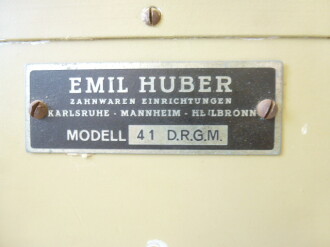 EMIL HUBER
ZAHNWAREN EINRICHTUNGEN
KARLSRUHE - MANNHEIM - HEILBRONN
MODELL 41 D.R.G.M.